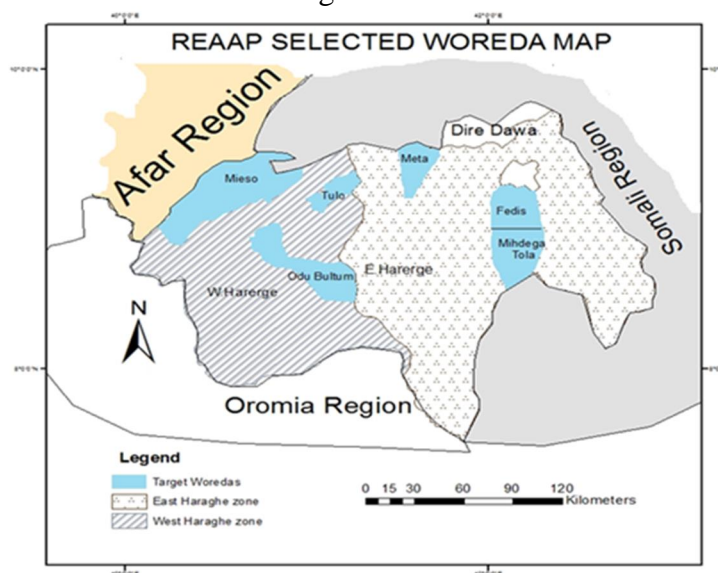 REAAP SELECTED WOREDA MAP
Afar Region
Dire Dawa
Somali Region
Meta
Mieso
Tulo
Fedis
Mihdega
Tola
Odu Bultum
E.Harerge
W.Harerge
N
Oromia Region
Legend
Target Woredas
East Haraghe zone
West Haraghe zone
0 15 30 60 90 120
Kilometers